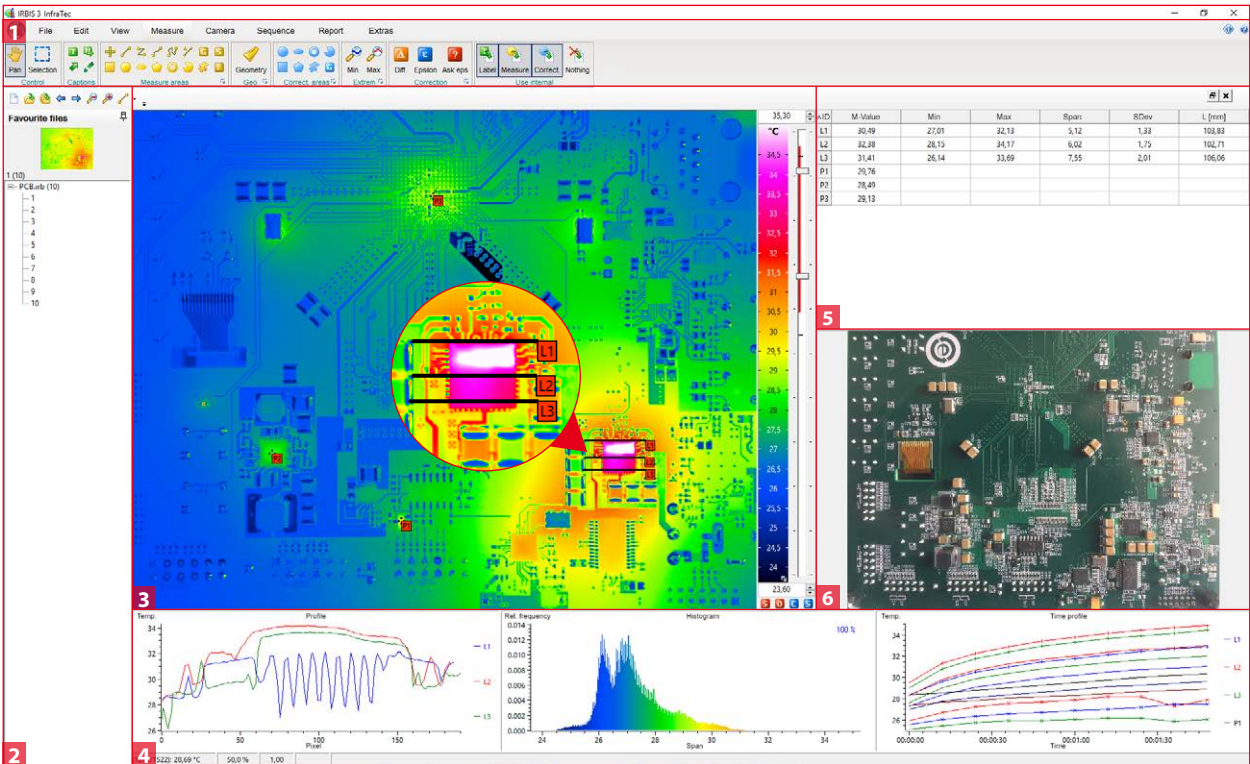 IRBIS 3 InfraTec
1 File Edit View Measure Camera Sequence Report Extras
Pan Selection Geometry Min. Max. Diff. Epsilon Ask eps Label Measure Correct. Nothing
Control Captions Measure areas Geo. Correct. areas Extrem. Correction Use internal
Favourite files
1 (10)
PCB.irb (10)
1
2
3
4
5
6
7
8
9
10
2
P3
P2
P1
L1
L2
L3
L1
L2
L3
3
35,30
°C
34,5
34
33,5
33
32,5
32
31,5
31
30,5
30
29,5
29
28,5
28
27,5
27
26,5
26
25,5
25
24,5
24
23,60
S D C S
ID M-Value Min Max Span SDev L [mm]
L1 30,49 27,01 32,13 5,12 1,33 103,83
L2 32,38 28,15 34,17 6,02 1,75 102,71
L3 31,41 26,14 33,69 7,55 2,01 106,06
P1 29,76
P2 28,49
P3 29,13
5
6
Temp. Profile
34
32
30
28
26
0 50 100 150
Pixel
L1
L2
L3
Rel. frequency Histogram
100 %
0.014
0.012
0.010
0.008
0.006
0.004
0.002
0.000
24 26 28 30 32 34
Span
Temp. Time profile
34
32
30
28
26
00:00:00 00:00:30 00:01:00 00:01:30
Time
L1
L2
L3
P1
4
522): 28,69 °C 50,0 % 1,00